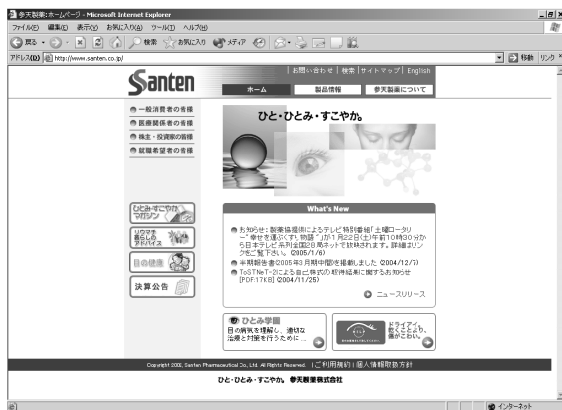 参天製薬:ホームページ - Microsoft Internet Explorer
ファイル(F) 編集(E) 表示(V) お気に入り(A) ツール(T) ヘルプ(H)
戻る 検索 お気に入り メディア
アドレス(D) http://www.santen.co.jp/ 移動 リンク
お問い合わせ | 検索 | サイトマップ | English
Santen
ホーム 製品情報 参天製薬について
一般消費者の皆様
医療関係者の皆様
株主・投資家の皆様
就職希望者の皆様
ひと・ひとみ・すこやか。
ひとみすこやか
マガジン
リウマチ
暮らしの
アドバイス
目の健康
決算公告
What's New
お知らせ:製薬協提供によるテレビ特別番組「土曜ロータリ
ー"幸せを運ぶくすり物語"」が1月22日(土)午前10時30分か
ら日本テレビ系列全国28局ネットで放映されます。詳細はリン
クをご覧下さい。(2005/1/6)
半期報告書(2005年3月期中間)を掲載しました (2004/12/7)
ToSTNeT-2による自己株式の取得結果に関するお知らせ
[PDF:17KB] (2004/11/25)
ニュースリリース
ひとみ学園
目の病気を理解し、適切な
治療と対策を行うために...
ドライアイ。
乾くことより、
傷がこわい。
Copyright 2002, Santen Pharmaceutical Co., Ltd. All Rights Reserved. | ご利用規約 | 個人情報取扱方針
ひと・ひとみ・すこやか。 参天製薬株式会社
インターネット